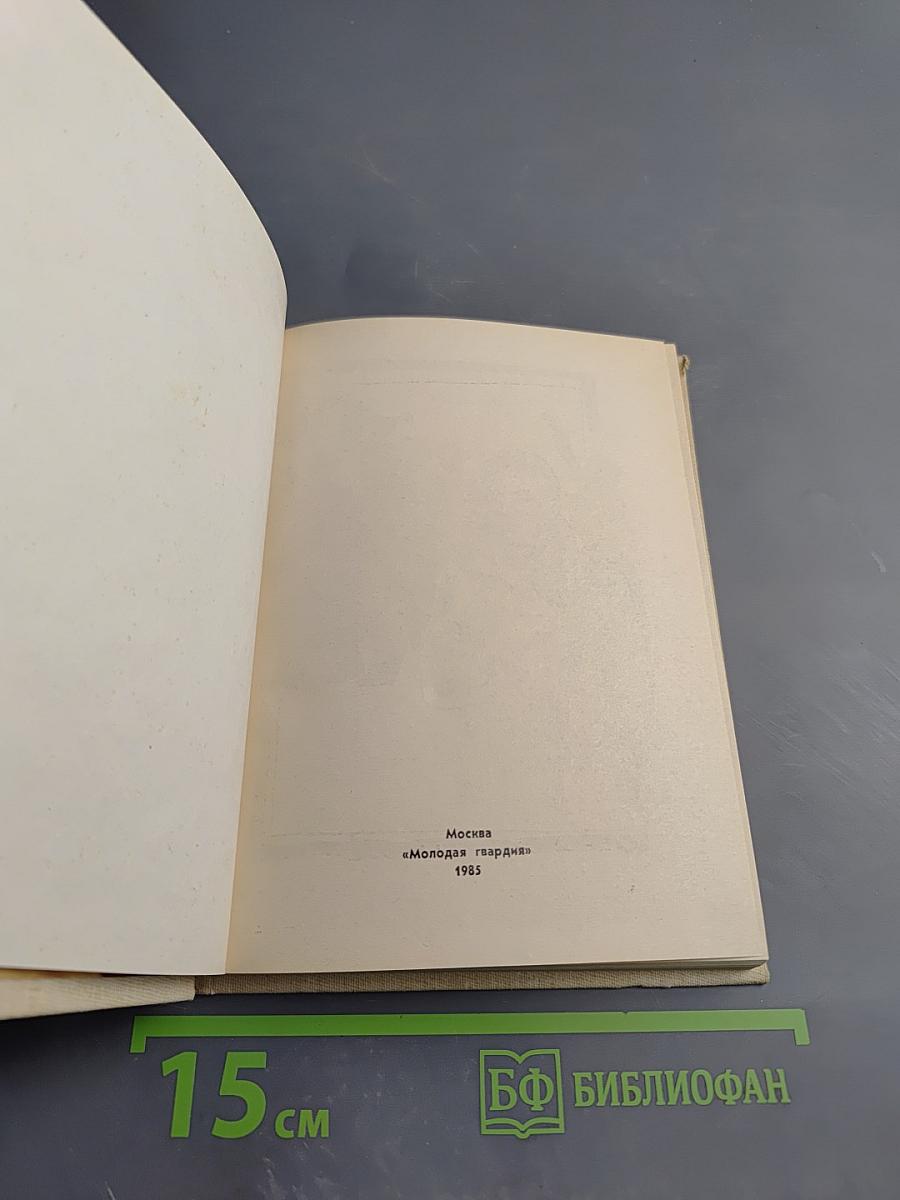 Москва
«Молодая гвардия»
1985
15 см
БФ БИБЛИОФАН